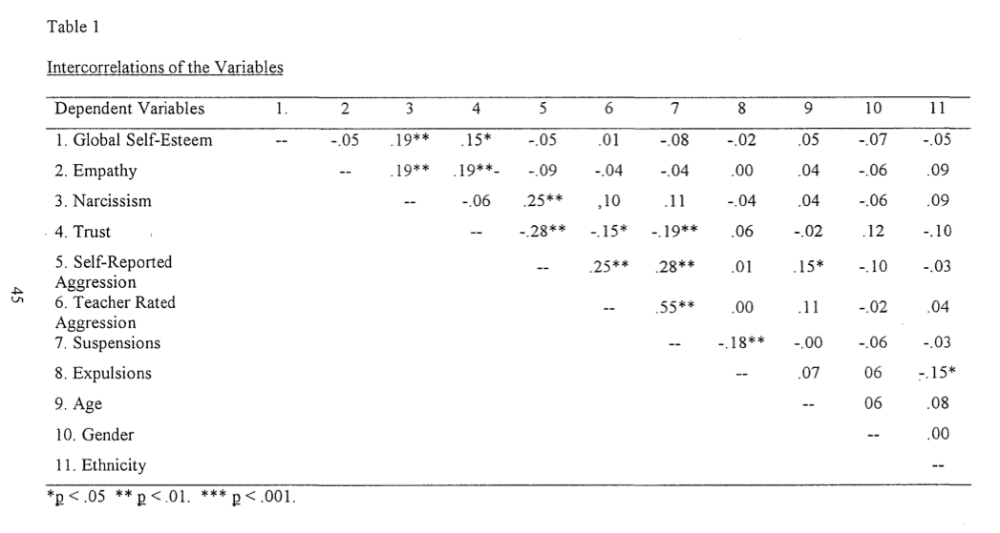 Table 1
Intercorrelations of the Variables
Dependent Variables 1. 2 3 4 5 6 7 8 9 10 11
1. Global Self-Esteem -- -.05 .19** .15* -.05 .01 -.08 -.02 .05 -.07 -.05
2. Empathy -- .19** .19**- -.09 -.04 -.04 .00 .04 -.06 .09
3. Narcissism -- -.06 .25** ,10 .11 -.04 .04 -.06 .09
4. Trust -- -.28** -.15* -.19** .06 -.02 .12 -.10
5. Self-Reported
Aggression -- .25** .28** .01 .15* -.10 -.03
6. Teacher Rated
Aggression -- .55** .00 .11 -.02 .04
7. Suspensions -- -.18** -.00 -.06 -.03
8. Expulsions -- .07 06 -.15*
9. Age -- 06 .08
10. Gender -- .00
11. Ethnicity --
*p < .05 ** p < .01. *** p < .001.
45